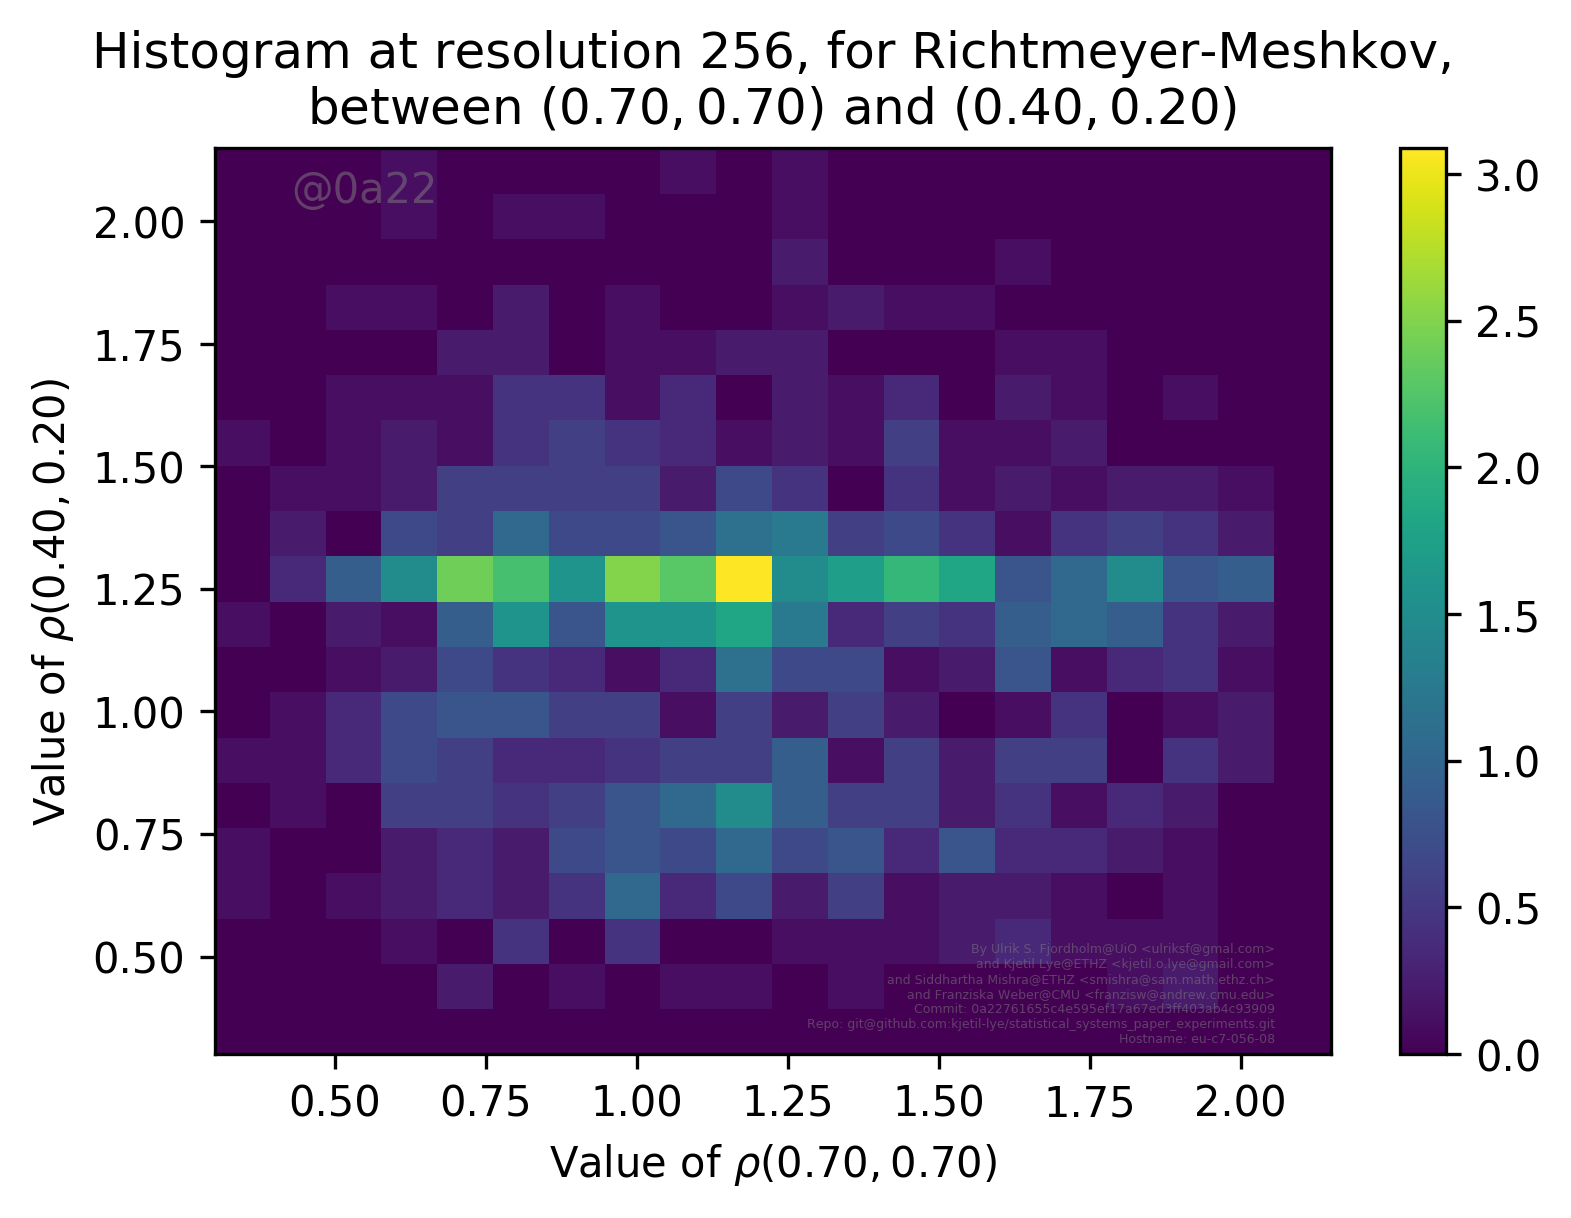 Histogram at resolution 256, for Richtmeyer-Meshkov,
between (0.70, 0.70) and (0.40, 0.20)
@0a22
Value of ρ(0.40, 0.20)
2.00
1.75
1.50
1.25
1.00
0.75
0.50
0.50 0.75 1.00 1.25 1.50 1.75 2.00
Value of ρ(0.70, 0.70)
3.0
2.5
2.0
1.5
1.0
0.5
0.0
By Ulrik S. Fjordholm@UiO <ulriksf@gmal.com>
and Kjetil Lye@ETHZ <kjetil.o.lye@gmail.com>
and Siddhartha Mishra@ETHZ <smishra@sam.math.ethz.ch>
and Franziska Weber@CMU <franzisw@andrew.cmu.edu>
Commit: 0a22761655c4e595ef17a67ed3ff403ab4c93909
Repo: git@github.com:kjetil-lye/statistical_systems_paper_experiments.git
Hostname: eu-c7-056-08